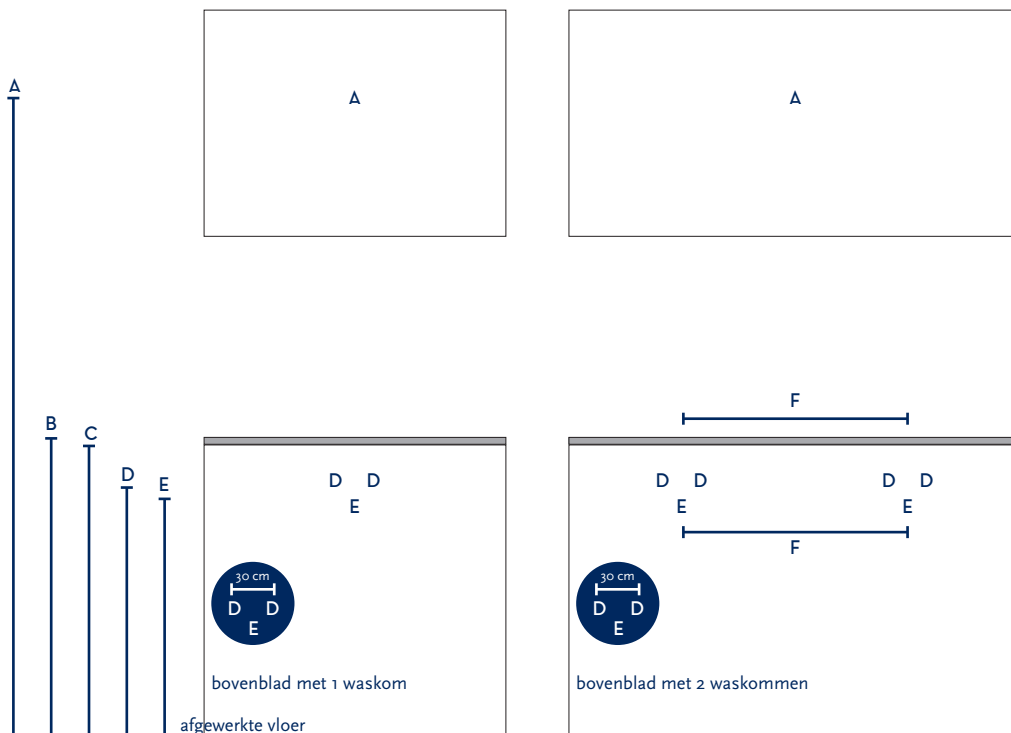 A
A
A
B
C
D
E
F
D D
E
D D
E
D D
E
F
30 cm
D D
E
30 cm
D D
E
bovenblad met 1 waskom
bovenblad met 2 waskommen
afgewerkte vloer